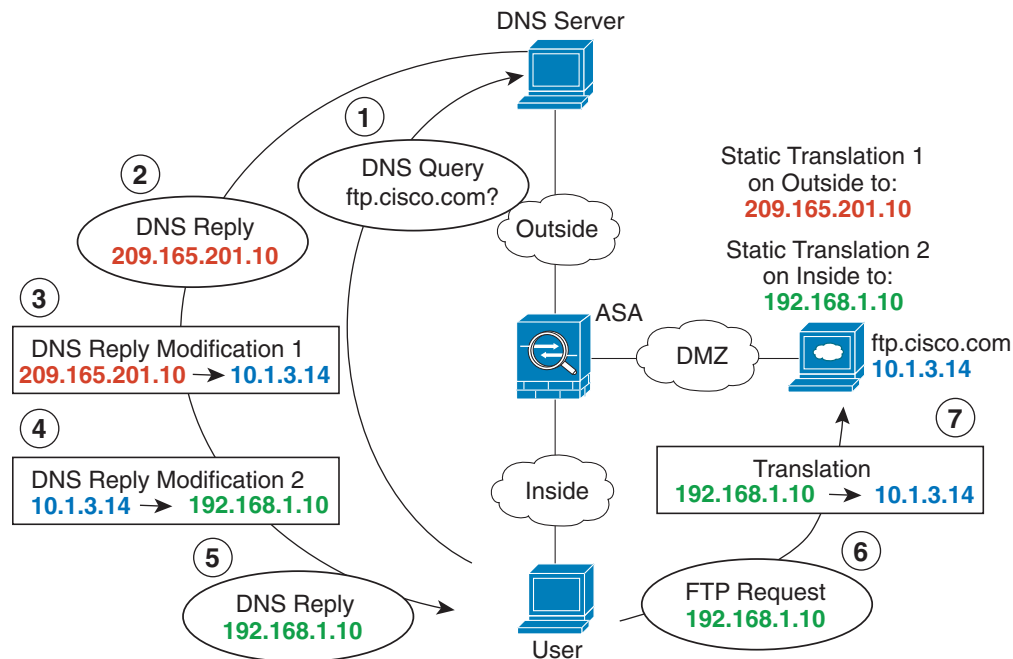 DNS Server
1
DNS Query
ftp.cisco.com?
2
DNS Reply
209.165.201.10
Outside
Static Translation 1
on Outside to:
209.165.201.10
Static Translation 2
on Inside to:
192.168.1.10
3
DNS Reply Modification 1
209.165.201.10 → 10.1.3.14
ASA
DMZ
ftp.cisco.com
10.1.3.14
4
DNS Reply Modification 2
10.1.3.14 → 192.168.1.10
Inside
7
Translation
192.168.1.10 → 10.1.3.14
5
DNS Reply
192.168.1.10
User
6
FTP Request
192.168.1.10